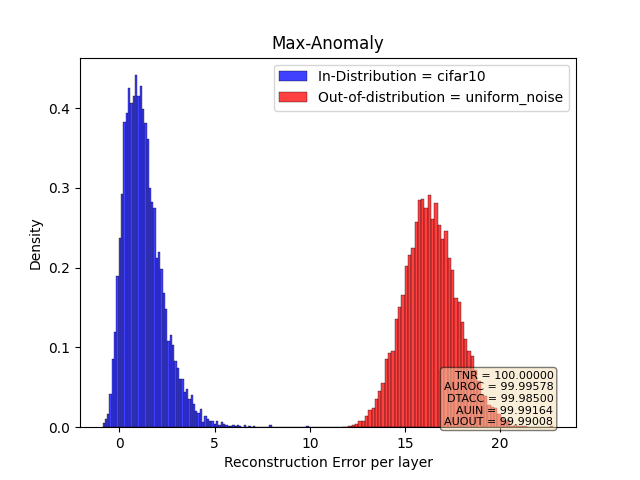 Max-Anomaly
In-Distribution = cifar10
Out-of-distribution = uniform_noise
Density
0.4
0.3
0.2
0.1
0.0
TNR = 100.00000
AUROC = 99.99578
DTACC = 99.98500
AUIN = 99.99164
AUOUT = 99.99008
0 5 10 15 20
Reconstruction Error per layer